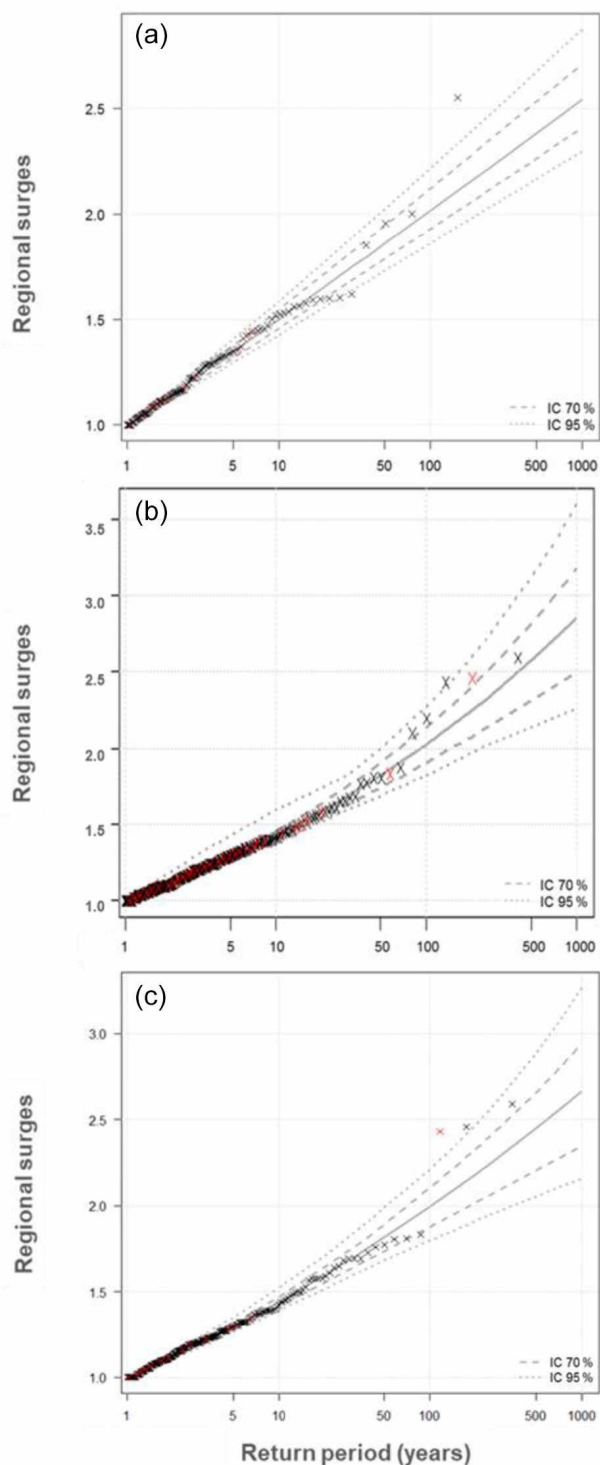 (a)
Regional surges
2.5
2.0
1.5
1.0
IC 70 %
IC 95 %
1 5 10 50 100 500 1000
(b)
Regional surges
3.5
3.0
2.5
2.0
1.5
1.0
IC 70 %
IC 95 %
1 5 10 50 100 500 1000
(c)
Regional surges
3.0
2.5
2.0
1.5
1.0
IC 70 %
IC 95 %
1 5 10 50 100 500 1000
Return period (years)